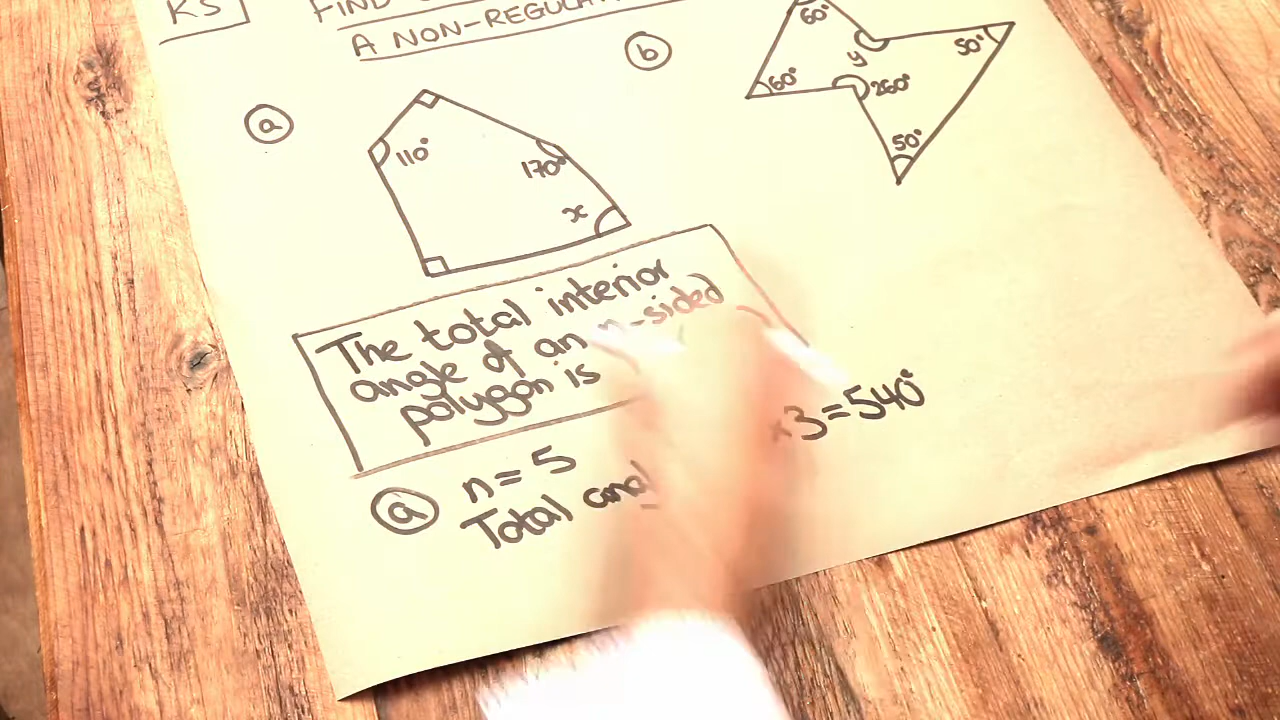 KS
FIND
A NON-REGULA
a
b
110°
170°
x
60°
60°
y
50°
260°
50°
The total interior
angle of an n-sided
polygon is
a
n = 5
Total
×3=540°